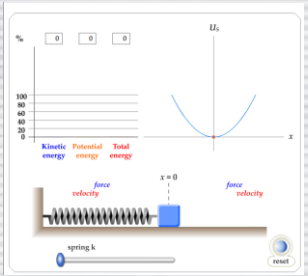 %
0 0 0
100
80
60
40
20
0
Kinetic energy Potential energy Total energy
Us
x
x = 0
force
velocity
force
velocity
spring k
reset